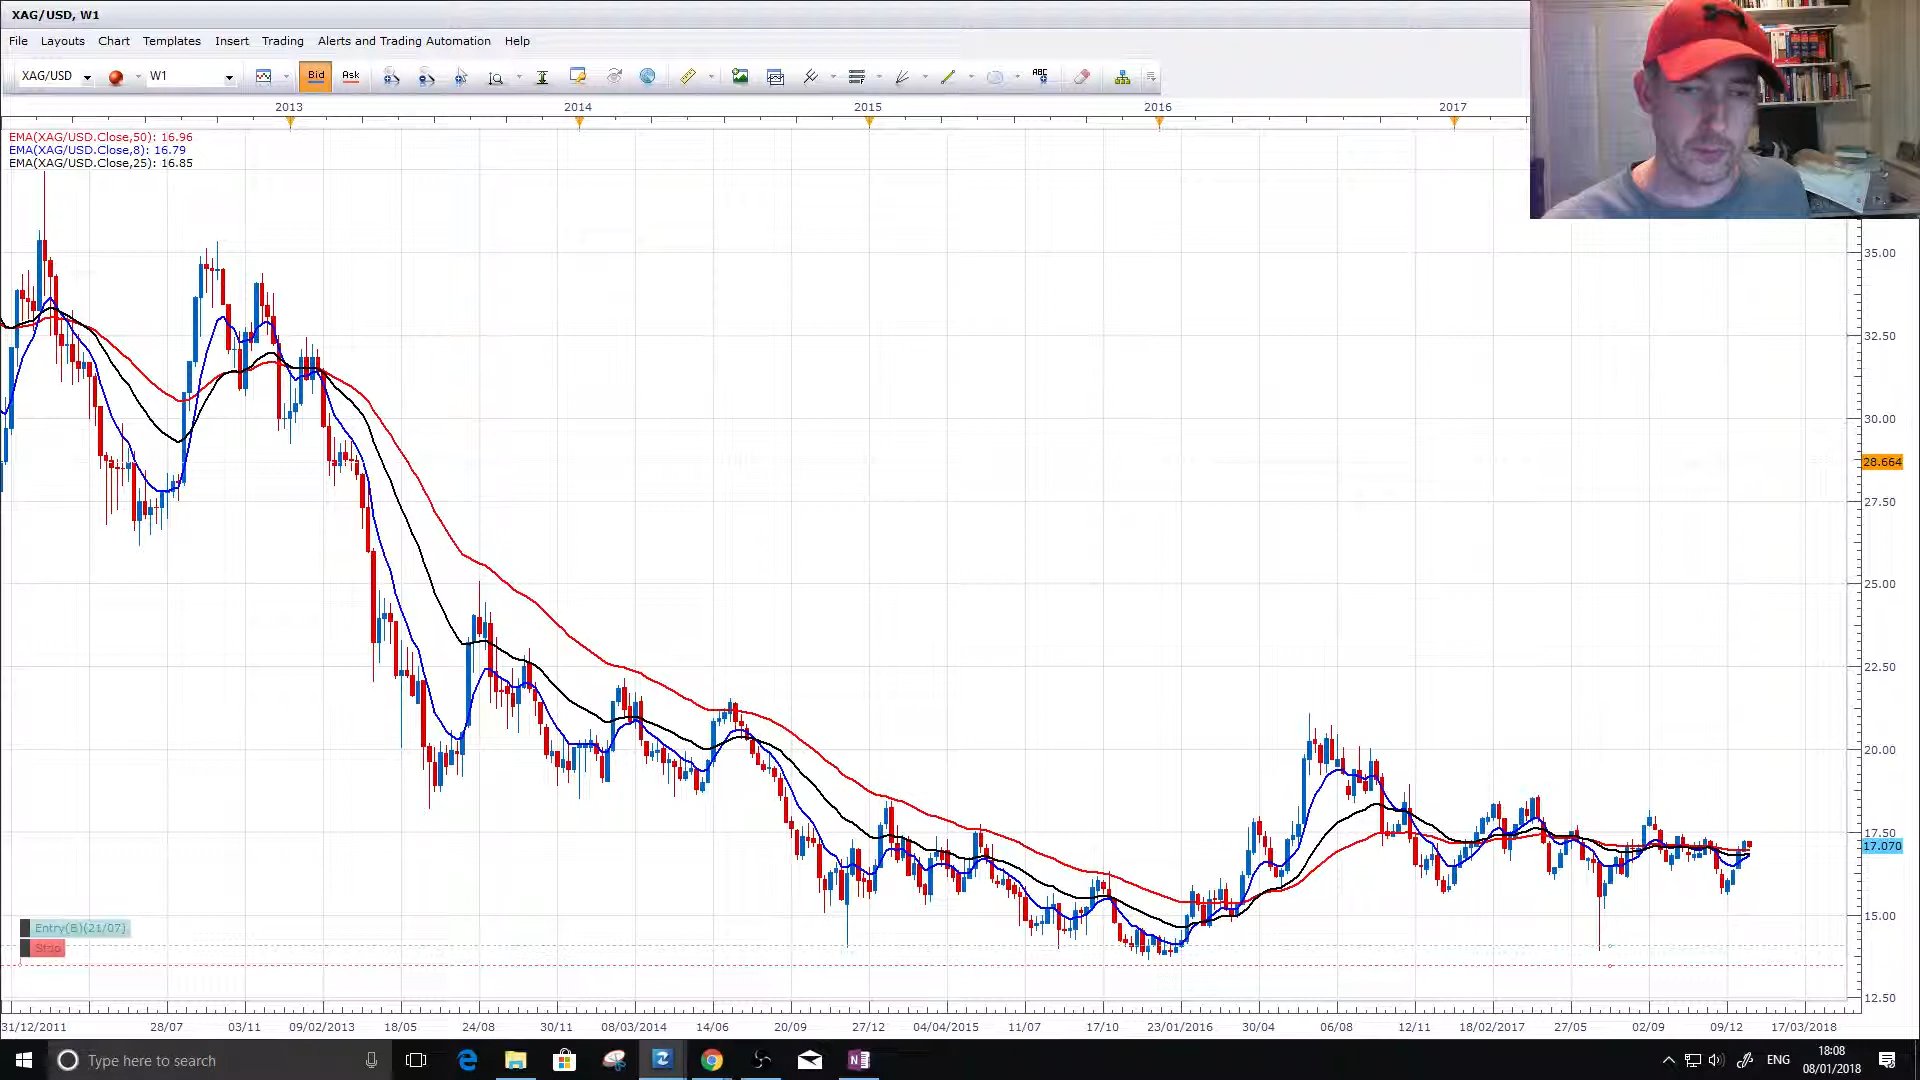 XAG/USD, W1
File Layouts Chart Templates Insert Trading Alerts and Trading Automation Help
XAG/USD W1 Bid Ask ABC
2013 2014 2015 2016 2017
EMA(XAG/USD.Close,50): 16.96
EMA(XAG/USD.Close,8): 16.79
EMA(XAG/USD.Close,25): 16.85
35.00
32.50
30.00
28.664
27.50
25.00
22.50
20.00
17.50
17.070
15.00
12.50
Entry(B)(21/07)
Stop
31/12/2011 28/07 03/11 09/02/2013 18/05 24/08 30/11 08/03/2014 14/06 20/09 27/12 04/04/2015 11/07 17/10 23/01/2016 30/04 06/08 12/11 18/02/2017 27/05 02/09 09/12 17/03/2018
Type here to search
ENG
18:08
08/01/2018